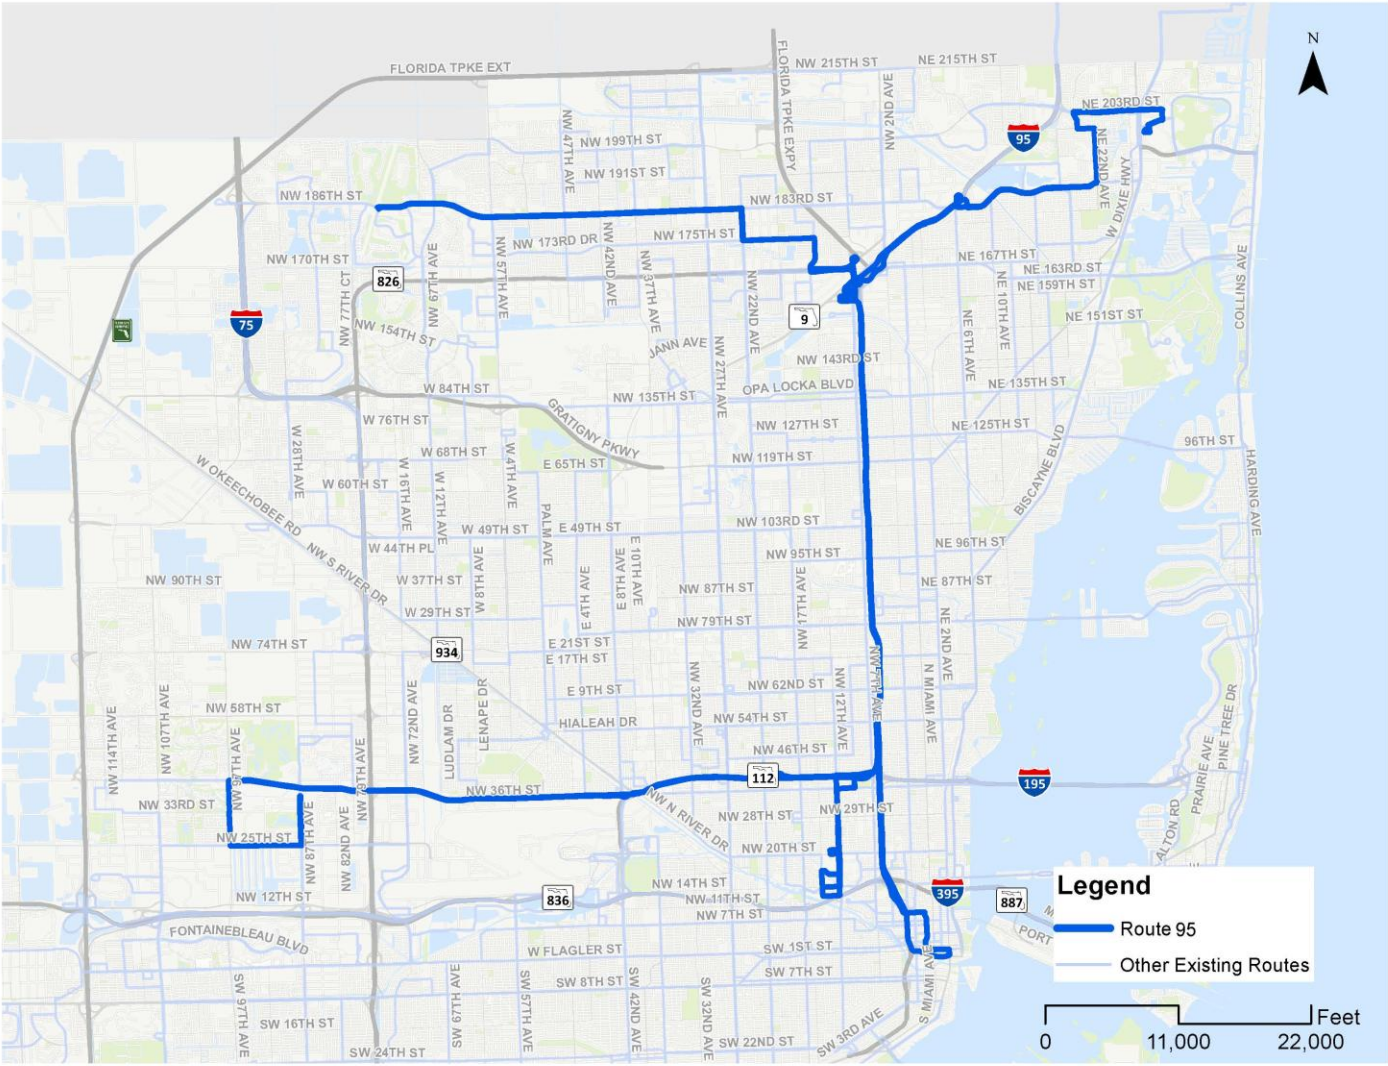 N
FLORIDA TPKE EXT
FLORIDA TPKE EXPY
NW 215TH ST
NE 215TH ST
NW 2ND AVE
NE 203RD ST
95
NW 47TH AVE
NW 199TH ST
NW 191ST ST
NE 22ND AVE
W DIXIE HWY
NW 186TH ST
NW 183RD ST
NW 173RD DR
NW 175TH ST
NW 170TH ST
NW 67TH AVE
NW 57TH AVE
NW 42ND AVE
NW 37TH AVE
NW 22ND AVE
NE 167TH ST
NE 163RD ST
NE 159TH ST
NE 10TH AVE
COLLINS AVE
826
NW 77TH CT
75
9
NW 154TH ST
JANN AVE
NW 27TH AVE
NE 6TH AVE
NE 151ST ST
NW 143RD ST
W 84TH ST
OPA LOCKA BLVD
NE 135TH ST
NW 135TH ST
GRATIGNY PKWY
W 76TH ST
NW 127TH ST
NE 125TH ST
W 28TH AVE
W 68TH ST
W 4TH AVE
E 65TH ST
NW 119TH ST
BISCAYNE BLVD
96TH ST
HARDING AVE
W OKEECHOBEE RD
W 60TH ST
W 16TH AVE
W 12TH AVE
PALM AVE
W 49TH ST
E 49TH ST
NW 103RD ST
W 44TH PL
NW S RIVER DR
W 8TH AVE
E 4TH AVE
E 8TH AVE
E 10TH AVE
NW 95TH ST
NE 96TH ST
NW 90TH ST
W 37TH ST
NW 87TH ST
NW 17TH AVE
NE 87TH ST
W 29TH ST
NW 79TH ST
NE 2ND AVE
NW 74TH ST
934
E 21ST ST
E 17TH ST
NW 7TH AVE
NW 32ND AVE
NW 12TH AVE
N MIAMI AVE
E 9TH ST
NW 62ND ST
NW 114TH AVE
NW 107TH AVE
NW 58TH ST
NW 72ND AVE
LUDLAM DR
LENAPE DR
HIALEAH DR
NW 54TH ST
NW 97TH AVE
NW 79TH AVE
NW 46TH ST
112
195
PRAIRIE AVE
PINE TREE DR
NW 36TH ST
NW 33RD ST
NW 87TH AVE
NW 82ND AVE
NW N RIVER DR
NW 28TH ST
NW 29TH ST
ALTON RD
NW 25TH ST
NW 20TH ST
NW 12TH ST
836
NW 14TH ST
NW 11TH ST
NW 7TH ST
395
887
PORT
FONTAINEBLEAU BLVD
W FLAGLER ST
SW 1ST ST
SW 7TH ST
SW 8TH ST
S MIAMI AVE
SW 97TH AVE
SW 67TH AVE
SW 57TH AVE
SW 42ND AVE
SW 32ND AVE
SW 16TH ST
SW 24TH ST
SW 22ND ST
SW 3RD AVE
Legend
Route 95
Other Existing Routes
Feet
0 11,000 22,000